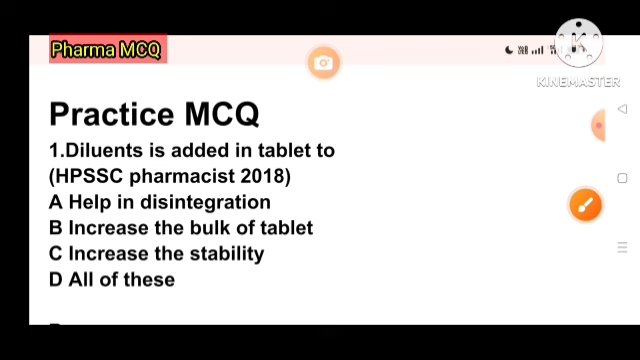 Pharma MCQ
KINEMASTER
Practice MCQ
1.Diluents is added in tablet to
(HPSSC pharmacist 2018)
A Help in disintegration
B Increase the bulk of tablet
C Increase the stability
D All of these